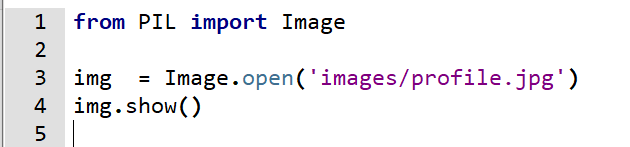 1 from PIL import Image
2
3 img  = Image.open('images/profile.jpg')
4 img.show()
5